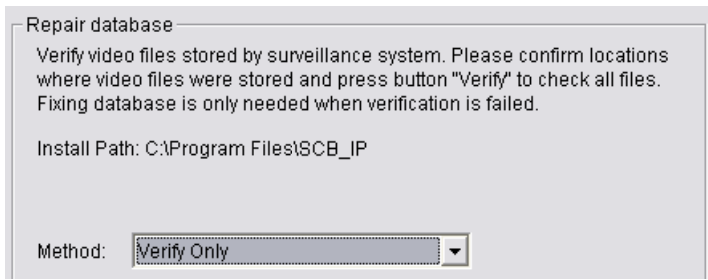 Repair database
Verify video files stored by surveillance system. Please confirm locations
where video files were stored and press button "Verify" to check all files.
Fixing database is only needed when verification is failed.
Install Path: C:\Program Files\SCB_IP
Method: Verify Only